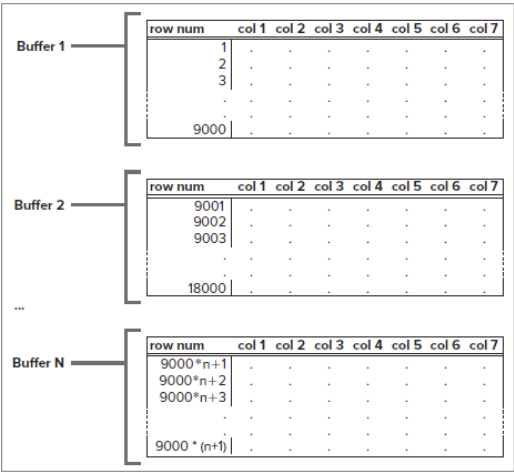 row num col 1 col 2 col 3 col 4 col 5 col 6 col 7
Buffer 1
1
2
3
9000
row num col 1 col 2 col 3 col 4 col 5 col 6 col 7
Buffer 2
9001
9002
9003
18000
...
row num col 1 col 2 col 3 col 4 col 5 col 6 col 7
Buffer N
9000*n+1
9000*n+2
9000*n+3
9000 * (n+1)